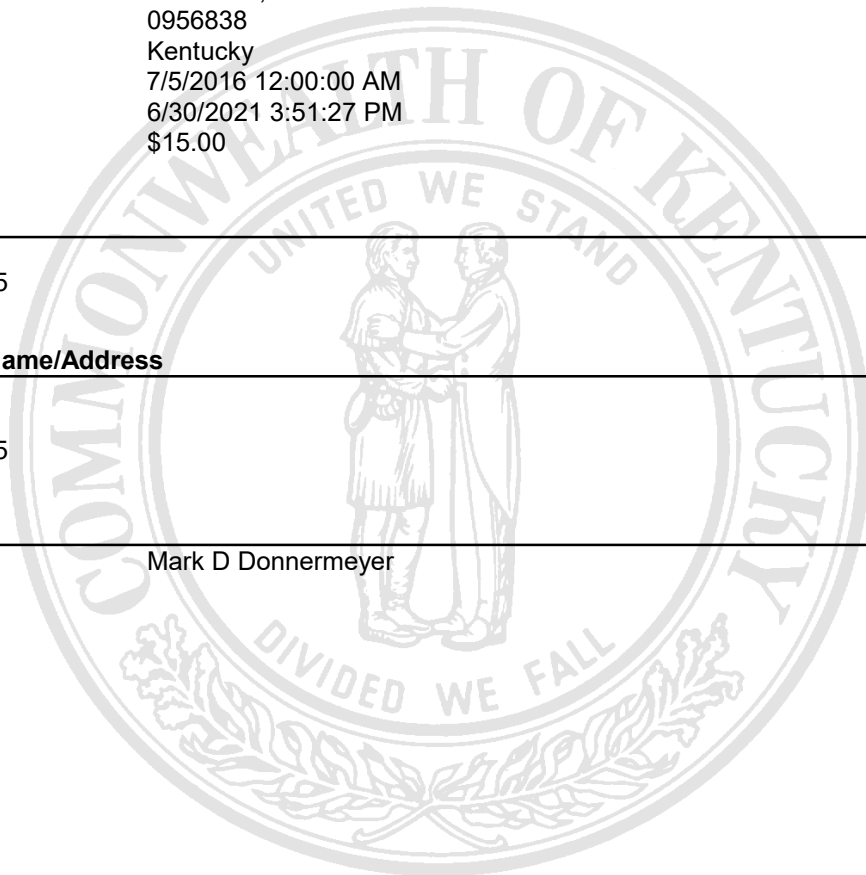 0956838
Kentucky
7/5/2016 12:00:00 AM
6/30/2021 3:51:27 PM
$15.00
COMMONWEALTH OF KENTUCKY
UNITED WE STAND
5
ame/Address
5
Mark D Donnermeyer
DIVIDED WE FALL